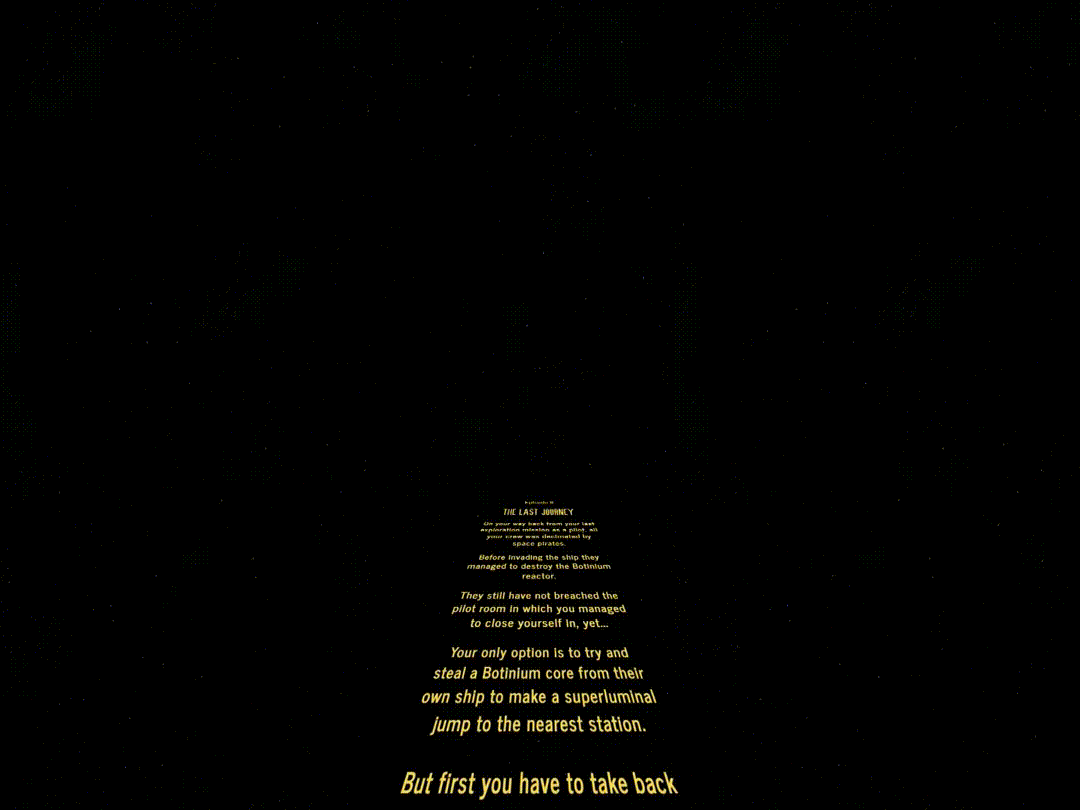 THE LAST JOURNEY
On your way back from your last
exploration mission as a pilot, all
your crew was decimated by
space pirates.
Before invading the ship they
managed to destroy the Botinium
reactor.
They still have not breached the
pilot room in which you managed
to close yourself in, yet...
Your only option is to try and
steal a Botinium core from their
own ship to make a superluminal
jump to the nearest station.
But first you have to take back